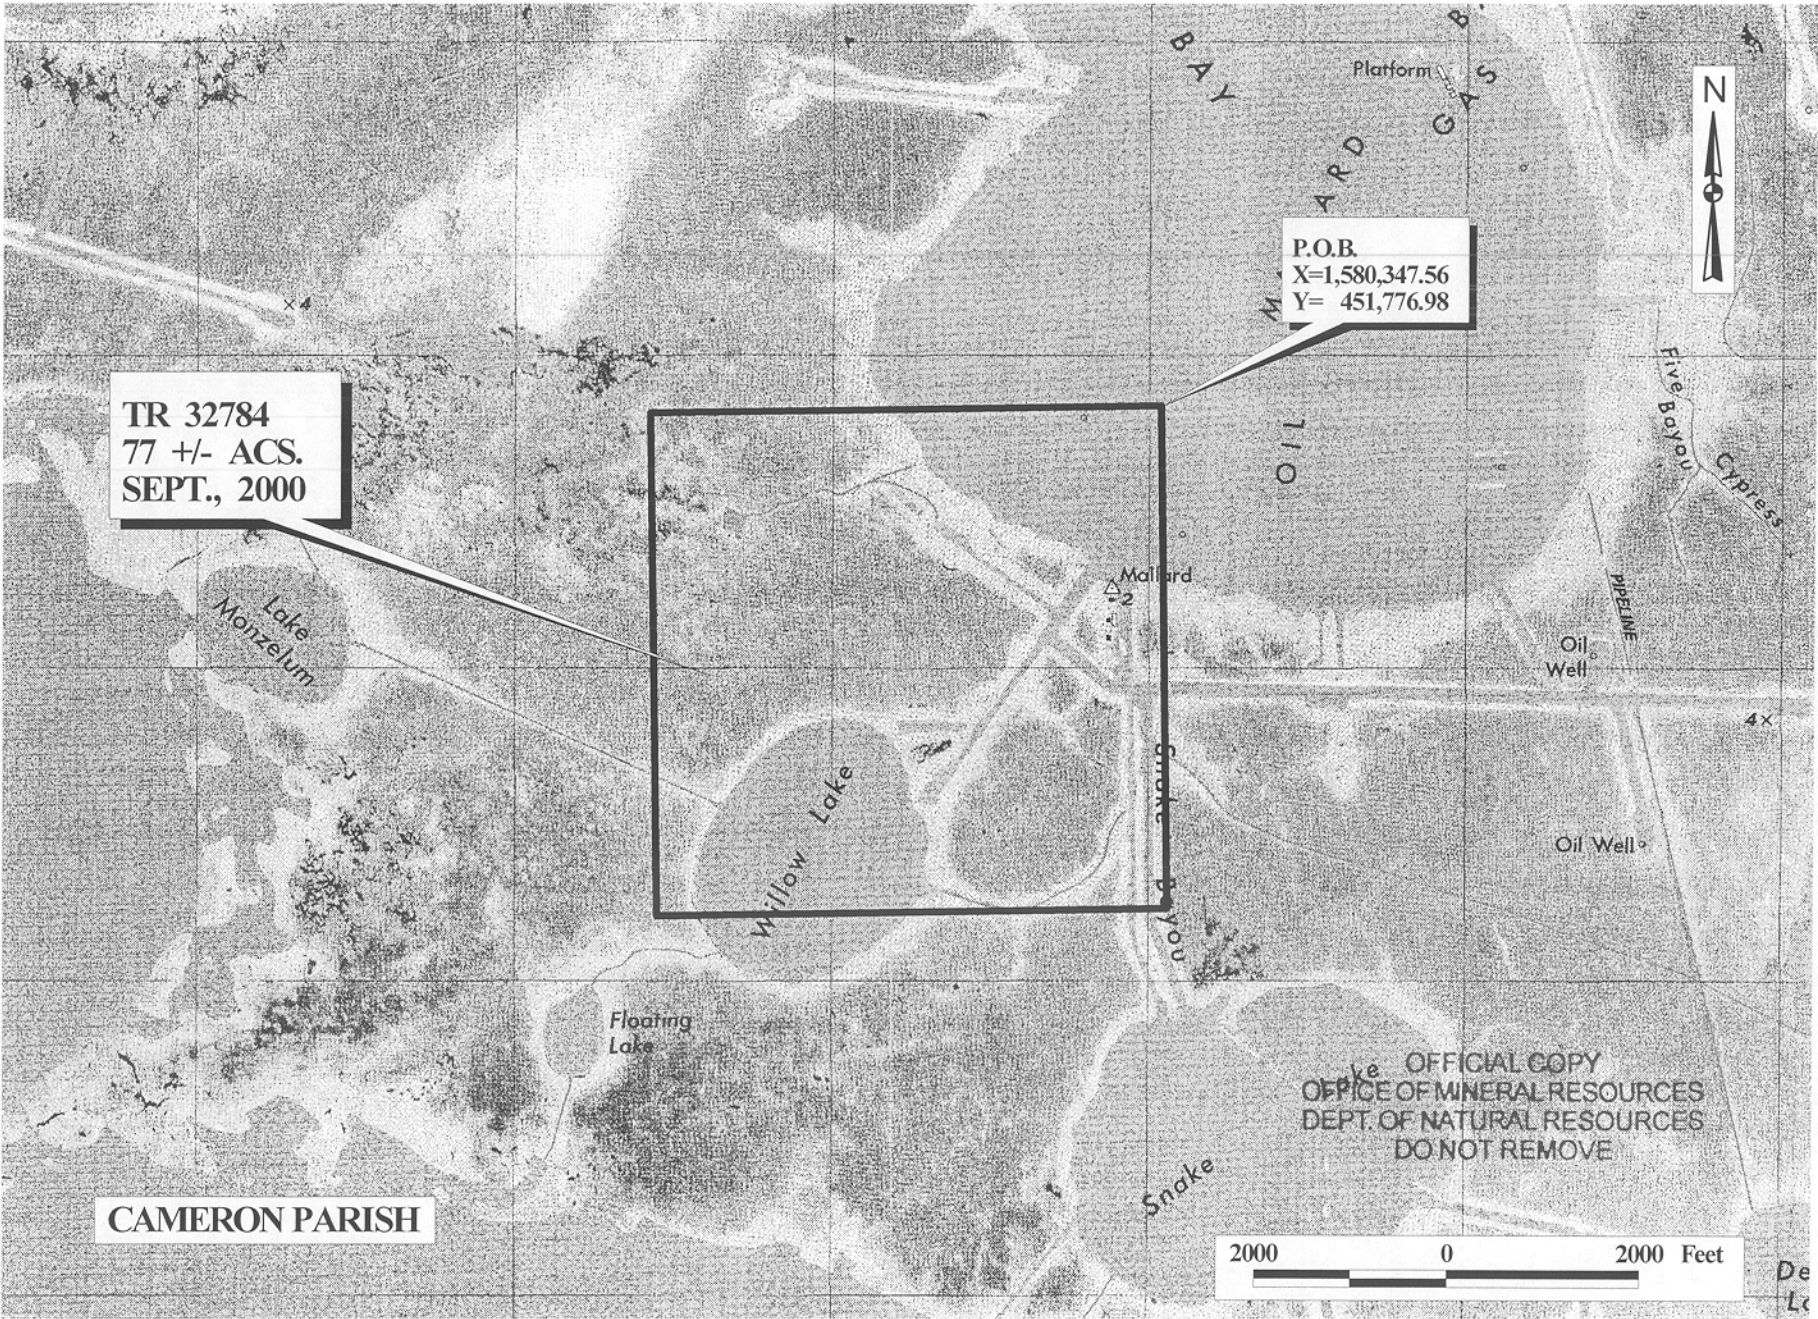 BAY
Platform
GAS
B
N
P.O.B.
X=1,580,347.56
Y= 451,776.98
×4
TR 32784
77 +/- ACS.
SEPT., 2000
OIL
Five
Bayou
Cypress
Mallard
2
PIPELINE
Lake
Monzelum
Oil
Well
4×
Snake Bayou
Willow Lake
Oil Well
Floating
Lake
Snake Lake
OFFICIAL COPY
OFFICE OF MINERAL RESOURCES
DEPT. OF NATURAL RESOURCES
DO NOT REMOVE
CAMERON PARISH
2000 0 2000 Feet
De